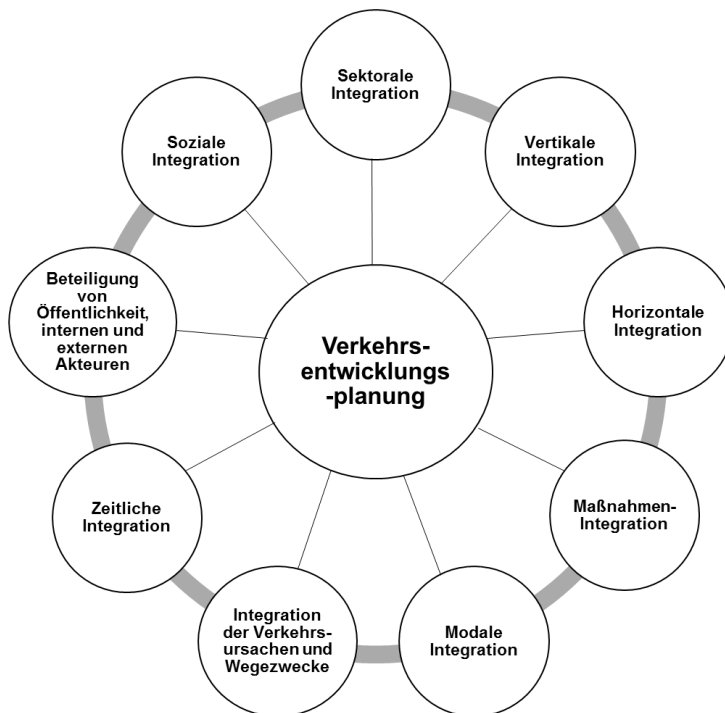 Sektorale
Integration
Vertikale
Integration
Horizontale
Integration
Maßnahmen-
Integration
Modale
Integration
Integration
der Verkehrs-
ursachen und
Wegezwecke
Zeitliche
Integration
Beteiligung
von
Öffentlichkeit,
internen und
externen
Akteuren
Soziale
Integration
Verkehrs-
entwicklungs
-planung